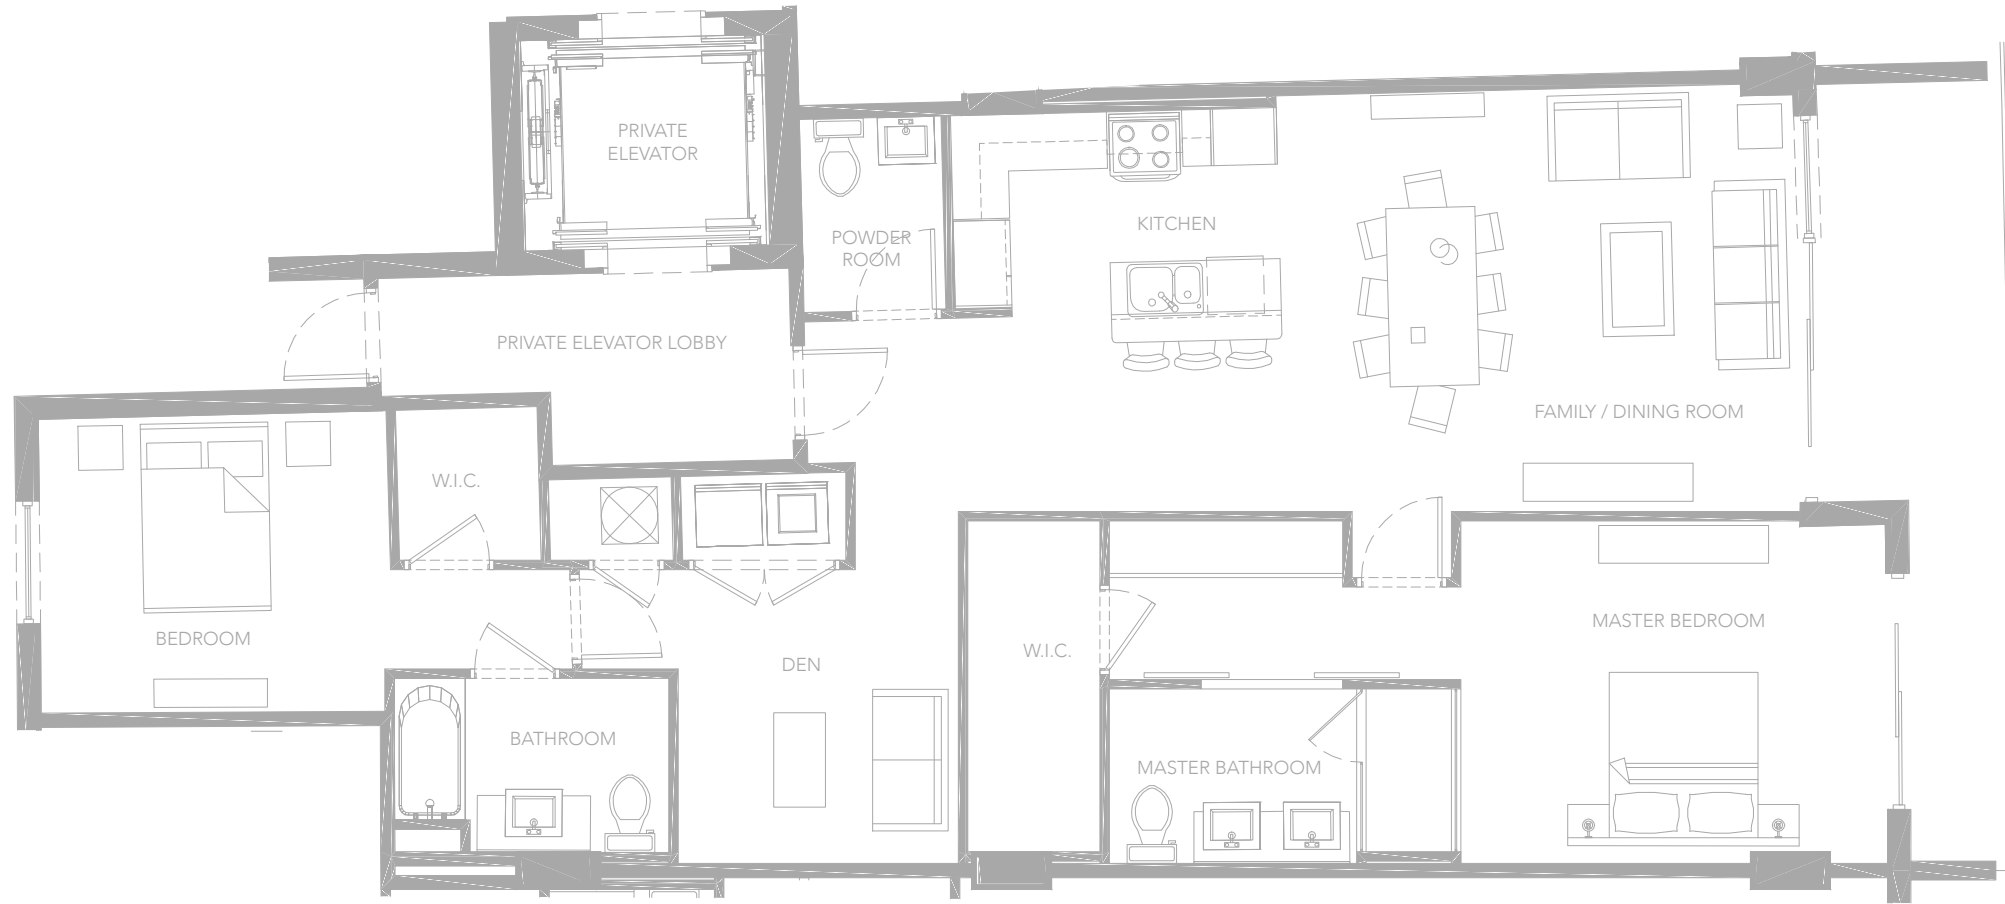 PRIVATE
ELEVATOR
POWDER
ROOM
KITCHEN
PRIVATE ELEVATOR LOBBY
FAMILY / DINING ROOM
W.I.C.
BEDROOM
DEN
W.I.C.
MASTER BEDROOM
BATHROOM
MASTER BATHROOM